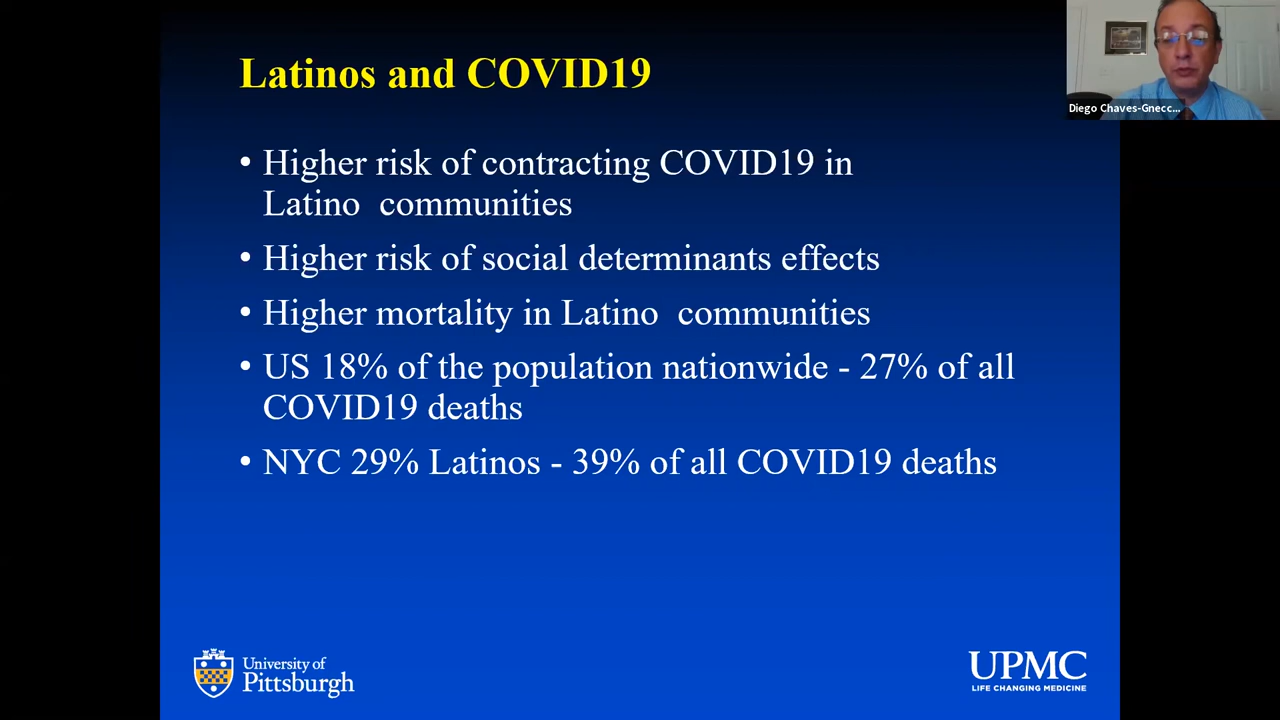 Latinos and COVID19
Diego Chaves-Gnecc...
• Higher risk of contracting COVID19 in
Latino  communities
• Higher risk of social determinants effects
• Higher mortality in Latino  communities
• US 18% of the population nationwide - 27% of all
COVID19 deaths
• NYC 29% Latinos - 39% of all COVID19 deaths
University of
Pittsburgh
UPMC
LIFE CHANGING MEDICINE